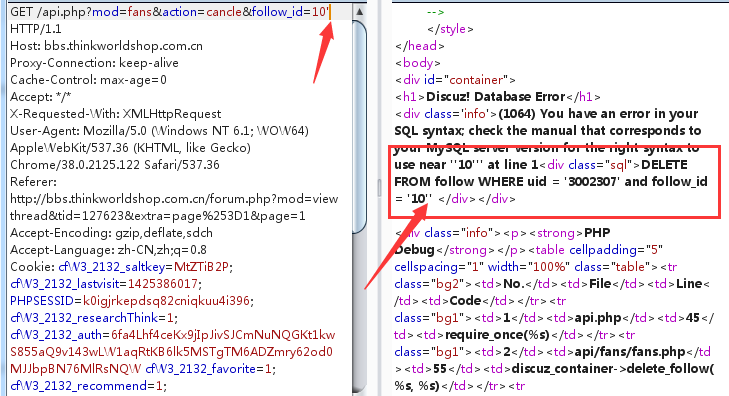 GET /api.php?mod=fans&action=cancle&follow_id=10'
HTTP/1.1
Host: bbs.thinkworldshop.com.cn
Proxy-Connection: keep-alive
Cache-Control: max-age=0
Accept: */*
X-Requested-With: XMLHttpRequest
User-Agent: Mozilla/5.0 (Windows NT 6.1; WOW64)
AppleWebKit/537.36 (KHTML, like Gecko)
Chrome/38.0.2125.122 Safari/537.36
Referer:
http://bbs.thinkworldshop.com.cn/forum.php?mod=view
thread&tid=127623&extra=page%253D1&page=1
Accept-Encoding: gzip,deflate,sdch
Accept-Language: zh-CN,zh;q=0.8
Cookie: cfW3_2132_saltkey=MtZTiB2P;
cfW3_2132_lastvisit=1425386017;
PHPSESSID=k0igjrkepdsq82cniqkuu4i396;
cfW3_2132_researchThink=1;
cfW3_2132_auth=6fa4Lhf4ceKx9jIpJivSJCmNuNQGKt1kw
S855aQ9v143wLW1aqRtKB6lk5MSTgTM6ADZmry62od0
MJJbpBN76MlRsNQW cfW3_2132_favorite=1;
cfW3_2132_recommend=1;
-->
</style>
</head>
<body>
<div id="container">
<h1>Discuz! Database Error</h1>
<div class='info'>(1064) You have an error in your
SQL syntax; check the manual that corresponds to
your MySQL server version for the right syntax to
use near ''10''' at line 1<div class="sql">DELETE
FROM follow WHERE uid = '3002307' and follow_id
= '10'' </div></div>
<div class="info"><p><strong>PHP
Debug</strong></p><table cellpadding="5"
cellspacing="1" width="100%" class="table"><tr
class="bg2"><td>No.</td><td>File</td><td>Line<
/td><td>Code</td></tr><tr
class="bg1"><td>1</td><td>api.php</td><td>45</
td><td>require_once(%s)</td></tr><tr
class="bg1"><td>2</td><td>api/fans/fans.php</td
><td>55</td><td>discuz_container->delete_follow(
%s, %s)</td></tr><tr